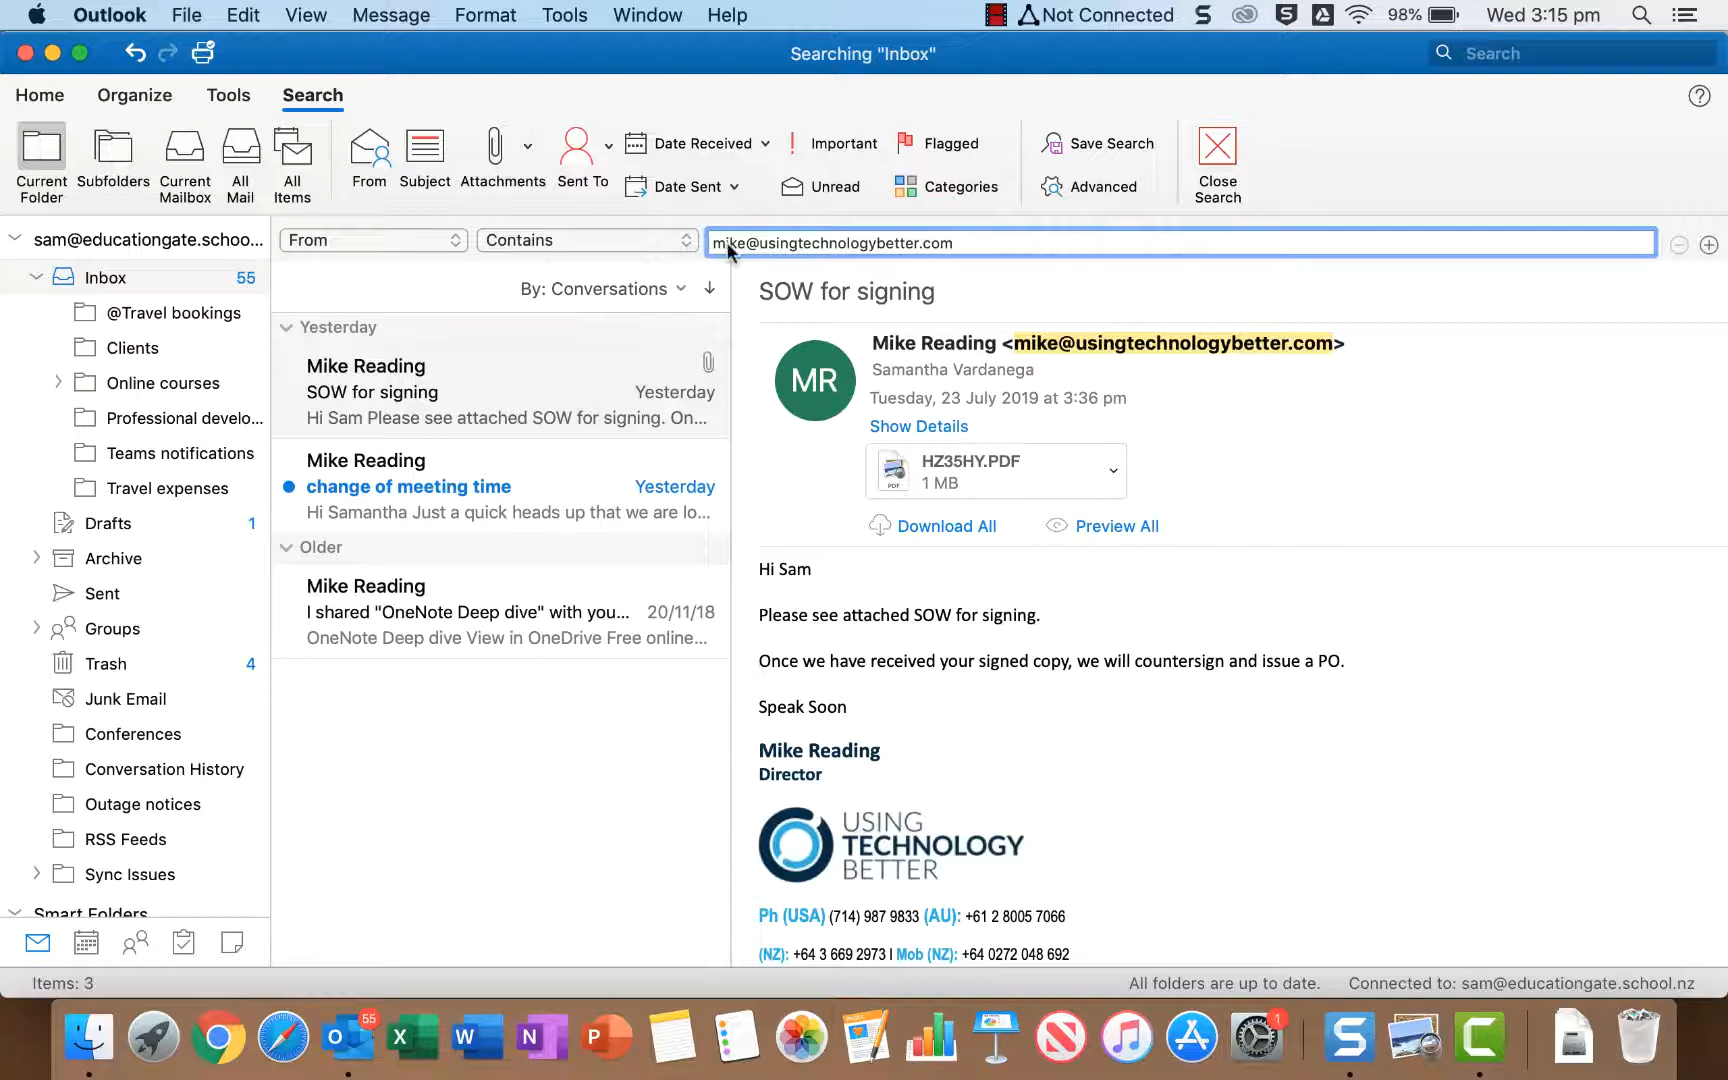 Outlook File Edit View Message Format Tools Window Help Not Connected 98% Wed 3:15 pm
Searching "Inbox"
Search
Home Organize Tools Search
Current Folder
Subfolders
Current Mailbox
All Mail
All Items
From
Subject
Attachments
Sent To
Date Received
Important
Flagged
Date Sent
Unread
Categories
Save Search
Advanced
Close Search
sam@educationgate.schoo...
Inbox 55
@Travel bookings
Clients
Online courses
Professional develo...
Teams notifications
Travel expenses
Drafts 1
Archive
Sent
Groups
Trash 4
Junk Email
Conferences
Conversation History
Outage notices
RSS Feeds
Sync Issues
Smart Folders
From Contains mike@usingtechnologybetter.com
By: Conversations
Yesterday
Mike Reading
SOW for signing Yesterday
Hi Sam Please see attached SOW for signing. On...
Mike Reading
change of meeting time Yesterday
Hi Samantha Just a quick heads up that we are lo...
Older
Mike Reading
I shared "OneNote Deep dive" with you... 20/11/18
OneNote Deep dive View in OneDrive Free online...
SOW for signing
MR
Mike Reading <mike@usingtechnologybetter.com>
Samantha Vardanega
Tuesday, 23 July 2019 at 3:36 pm
Show Details
PDF
HZ35HY.PDF
1 MB
Download All Preview All
Hi Sam
Please see attached SOW for signing.
Once we have received your signed copy, we will countersign and issue a PO.
Speak Soon
Mike Reading
Director
USING
TECHNOLOGY
BETTER
Ph (USA) (714) 987 9833 (AU): +61 2 8005 7066
(NZ): +64 3 669 2973 I Mob (NZ): +64 0272 048 692
Items: 3 All folders are up to date. Connected to: sam@educationgate.school.nz
55
1